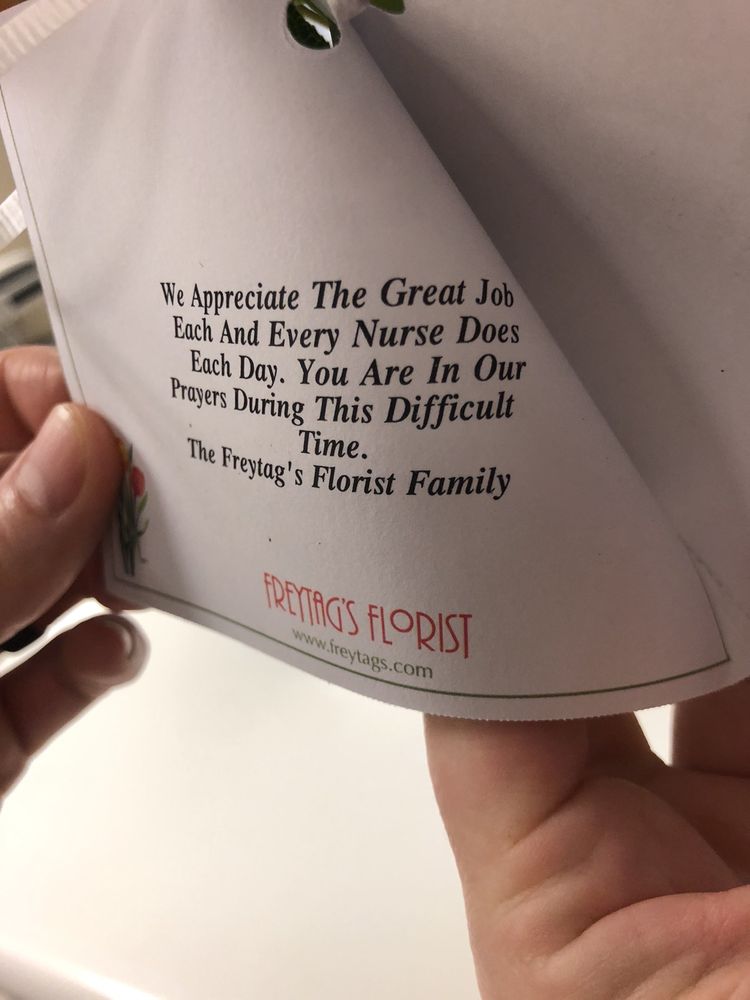 We Appreciate The Great Job
Each And Every Nurse Does
Each Day. You Are In Our
Prayers During This Difficult
Time.
The Freytag's Florist Family
FREYTAG'S FLORIST
www.freytags.com